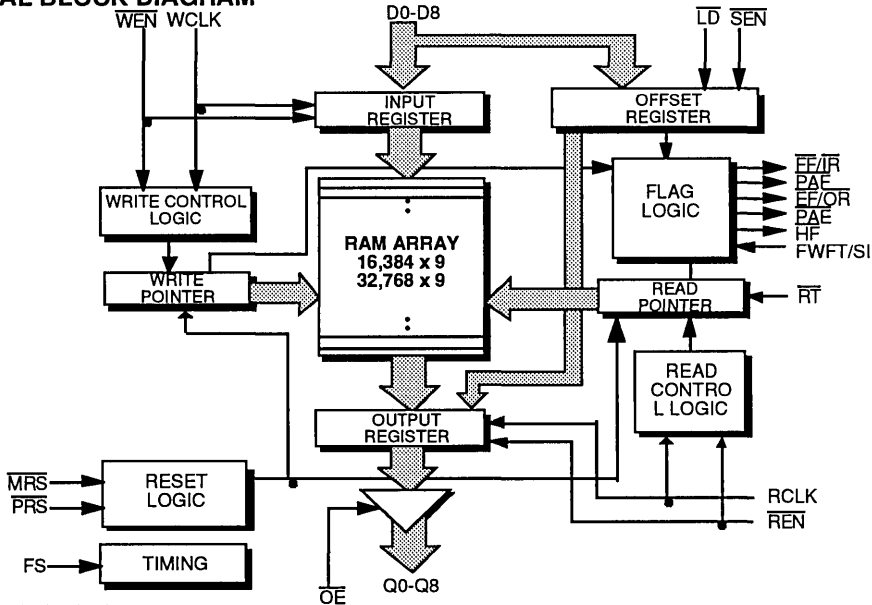 AL BLOCK DIAGRAM
WEN WCLK
D0-D8
LD SEN
INPUT
REGISTER
OFFSET
REGISTER
WRITE CONTROL
LOGIC
FLAG
LOGIC
FF/IR
PAF
EF/OR
PAE
HF
FWFT/SI
RAM ARRAY
16,384 x 9
32,768 x 9
WRITE
POINTER
READ
POINTER
RT
READ
CONTRO
L LOGIC
OUTPUT
REGISTER
MRS
PRS
RESET
LOGIC
RCLK
REN
FS
TIMING
OE
Q0-Q8